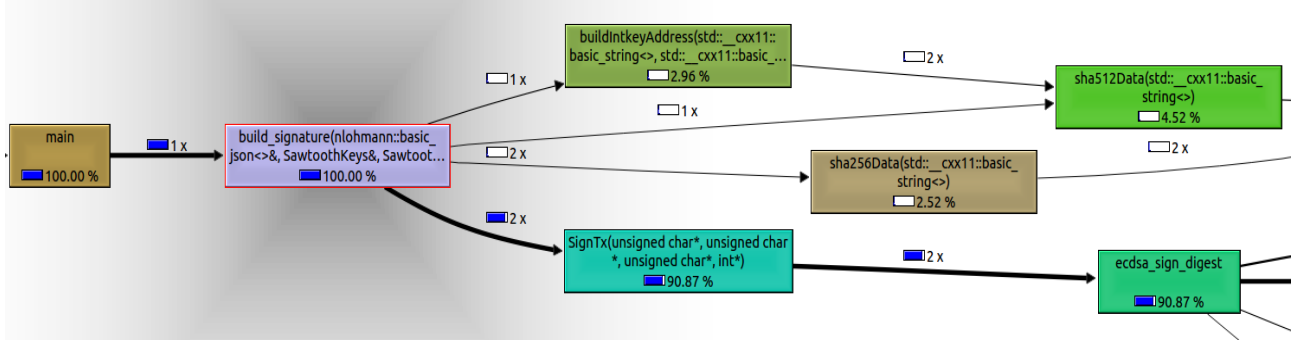 main
100.00 %
1 x
build_signature(nlohmann::basic_
json<>&, SawtoothKeys&, Sawtoot...
100.00 %
1 x
buildIntkeyAddress(std::__cxx11::
basic_string<>, std::__cxx11::basic_...
2.96 %
2 x
1 x
sha512Data(std::__cxx11::basic_
string<>)
4.52 %
2 x
sha256Data(std::__cxx11::basic_
string<>)
2.52 %
2 x
2 x
SignTx(unsigned char*, unsigned char
*, unsigned char*, int*)
90.87 %
2 x
ecdsa_sign_digest
90.87 %